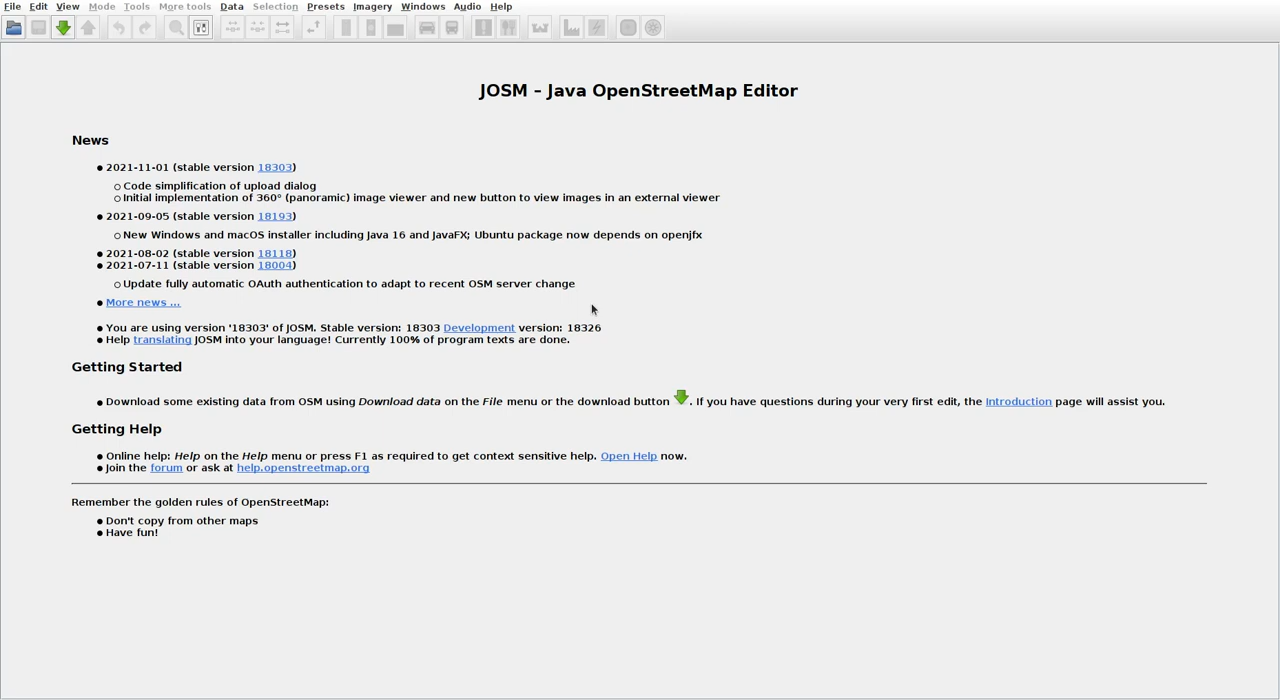 File Edit View Mode Tools More tools Data Selection Presets Imagery Windows Audio Help
JOSM – Java OpenStreetMap Editor
News
2021-11-01 (stable version 18303)
Code simplification of upload dialog
Initial implementation of 360° (panoramic) image viewer and new button to view images in an external viewer
2021-09-05 (stable version 18193)
New Windows and macOS installer including Java 16 and JavaFX; Ubuntu package now depends on openjfx
2021-08-02 (stable version 18118)
2021-07-11 (stable version 18004)
Update fully automatic OAuth authentication to adapt to recent OSM server change
More news ...
You are using version '18303' of JOSM. Stable version: 18303 Development version: 18326
Help translating JOSM into your language! Currently 100% of program texts are done.
Getting Started
Download some existing data from OSM using Download data on the File menu or the download button . If you have questions during your very first edit, the Introduction page will assist you.
Getting Help
Online help: Help on the Help menu or press F1 as required to get context sensitive help. Open Help now.
Join the forum or ask at help.openstreetmap.org
Remember the golden rules of OpenStreetMap:
Don't copy from other maps
Have fun!